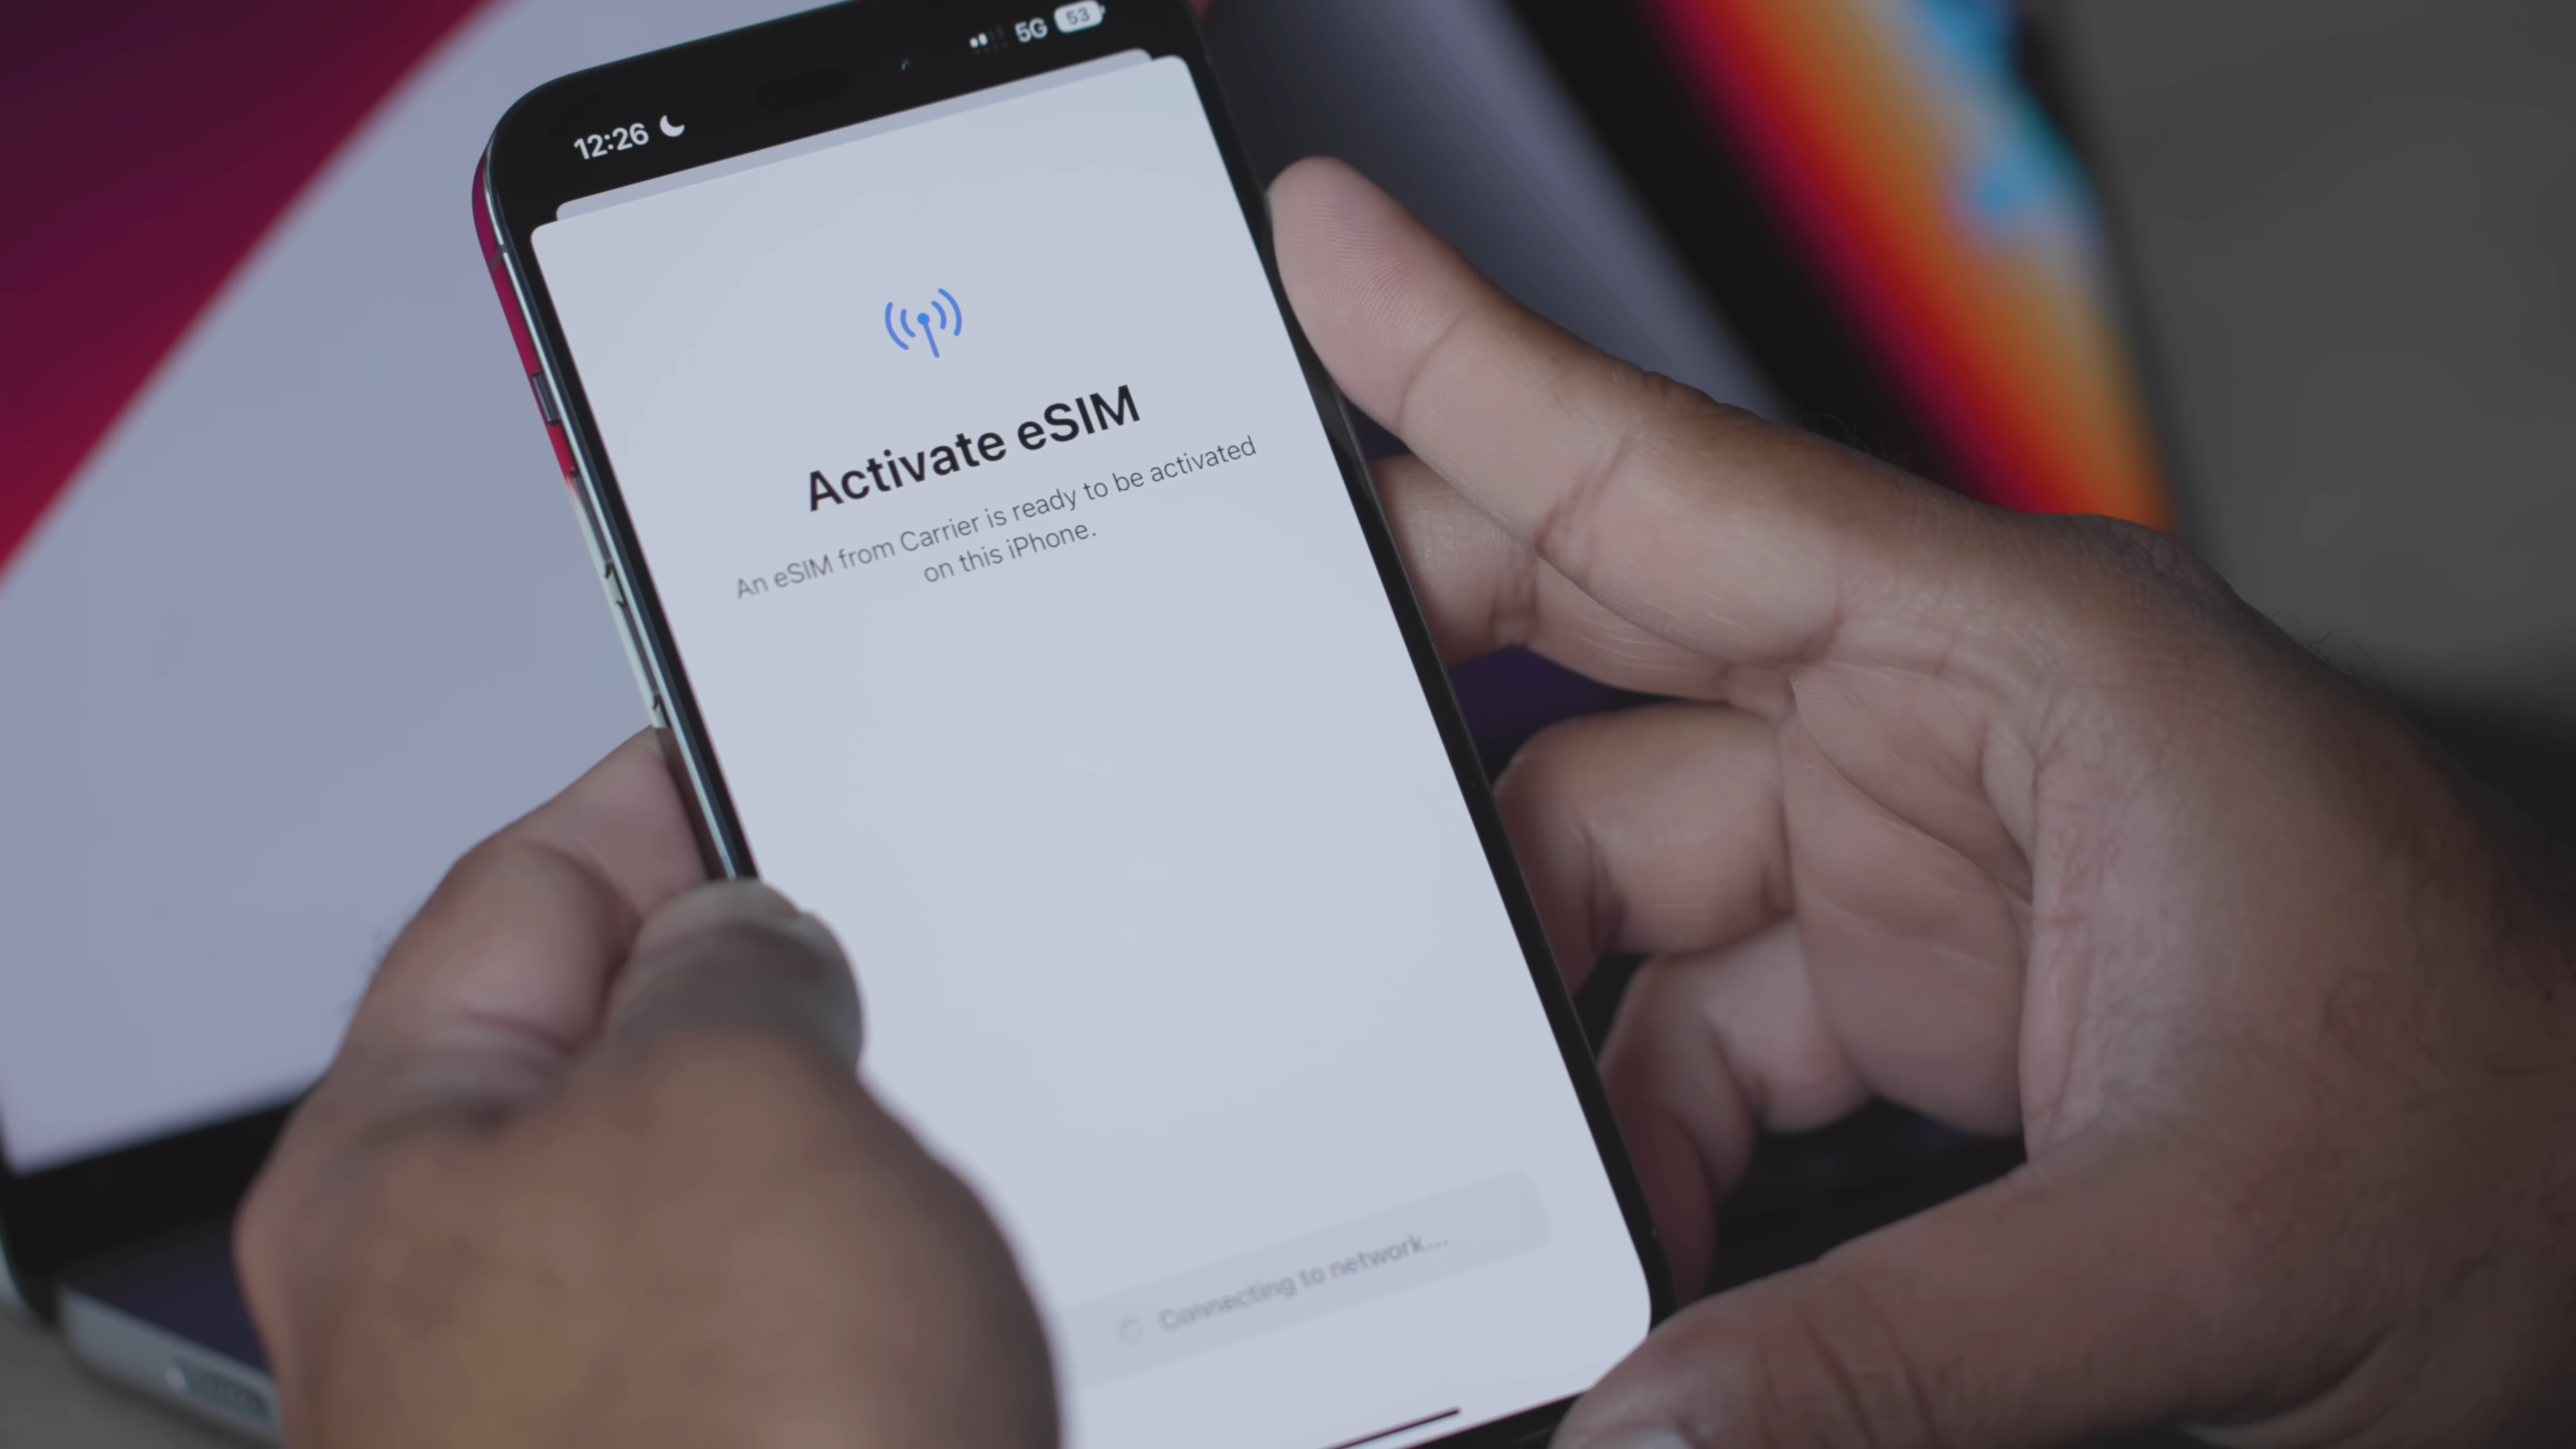 12:26
5G 53
Activate eSIM
An eSIM from Carrier is ready to be activated
on this iPhone.
Connecting to network...